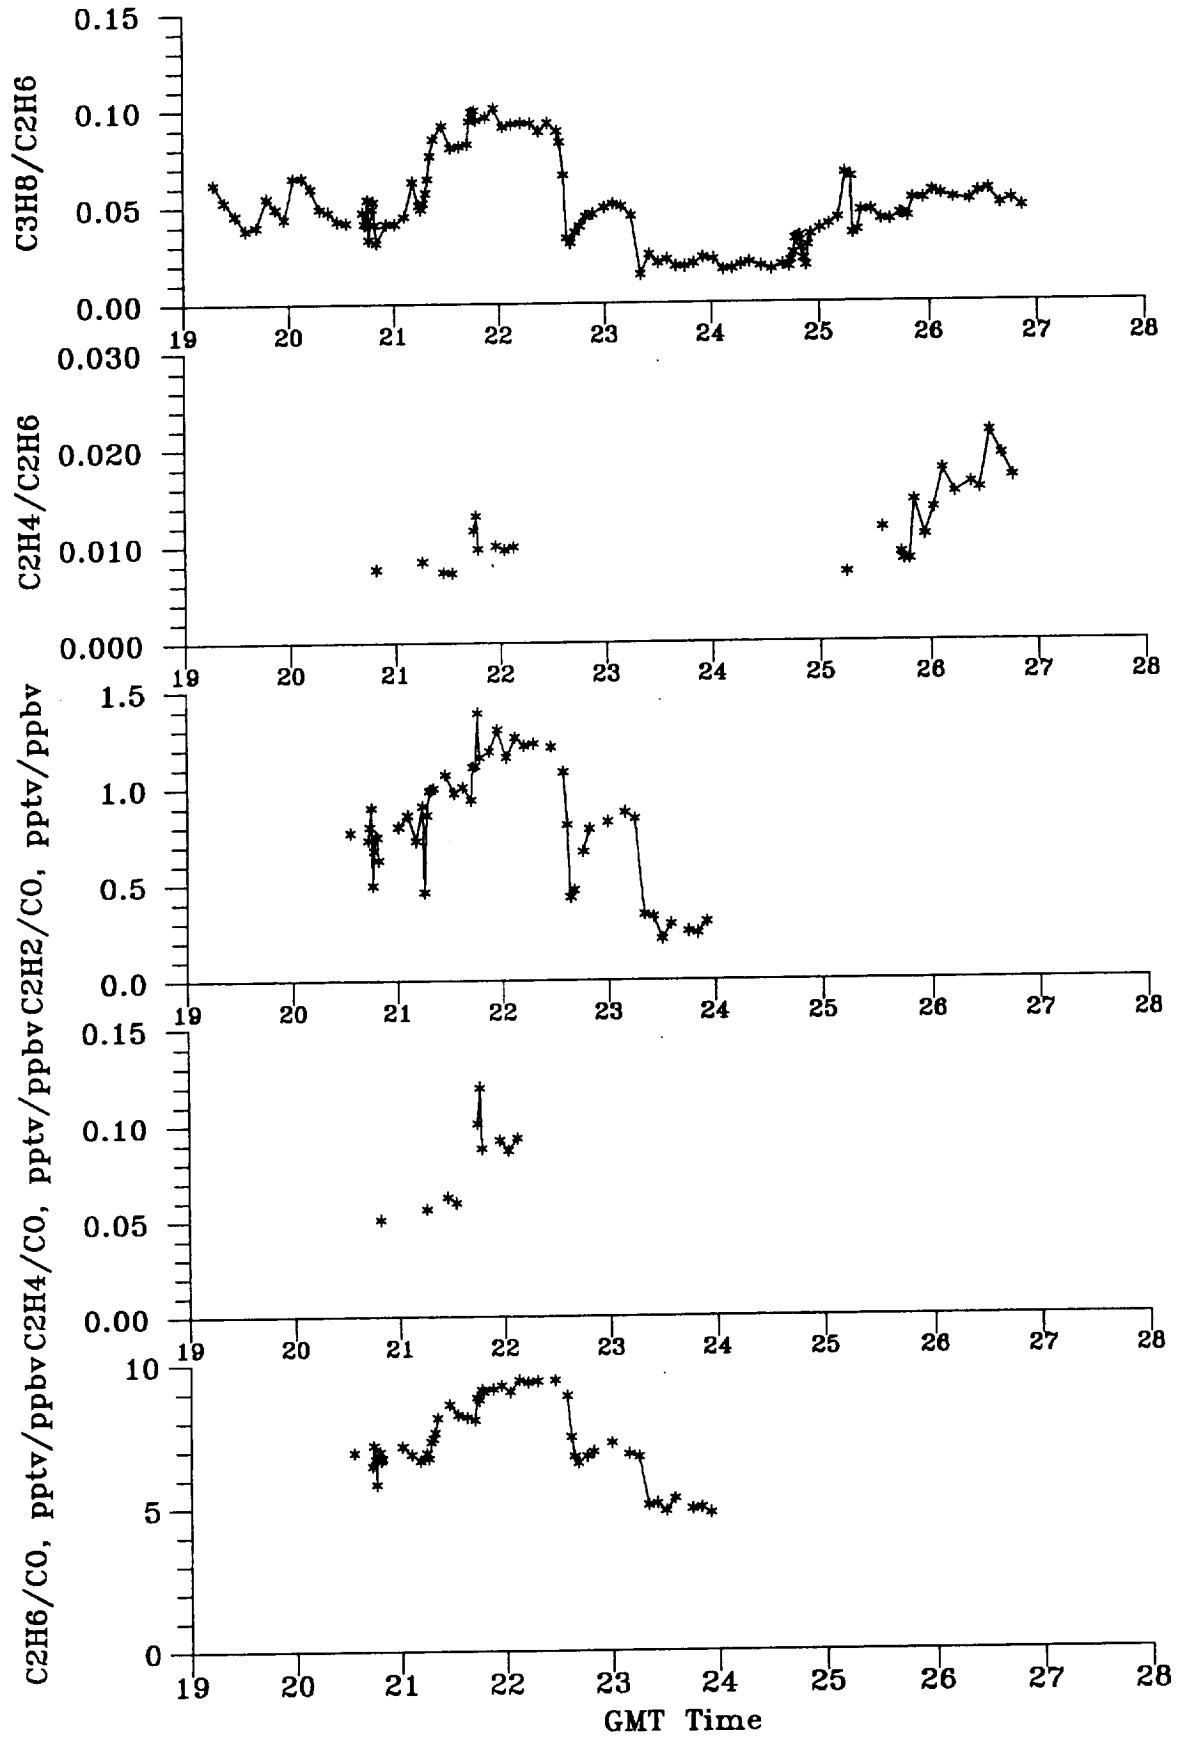 C3H8/C2H6
0.15
0.10
0.05
0.00
19 20 21 22 23 24 25 26 27 28
C2H4/C2H6
0.030
0.020
0.010
0.000
19 20 21 22 23 24 25 26 27 28
C2H2/CO, pptv/ppbv
1.5
1.0
0.5
0.0
19 20 21 22 23 24 25 26 27 28
C2H4/CO, pptv/ppbv
0.15
0.10
0.05
0.00
19 20 21 22 23 24 25 26 27 28
C2H6/CO, pptv/ppbv
10
5
0
19 20 21 22 23 24 25 26 27 28
GMT Time